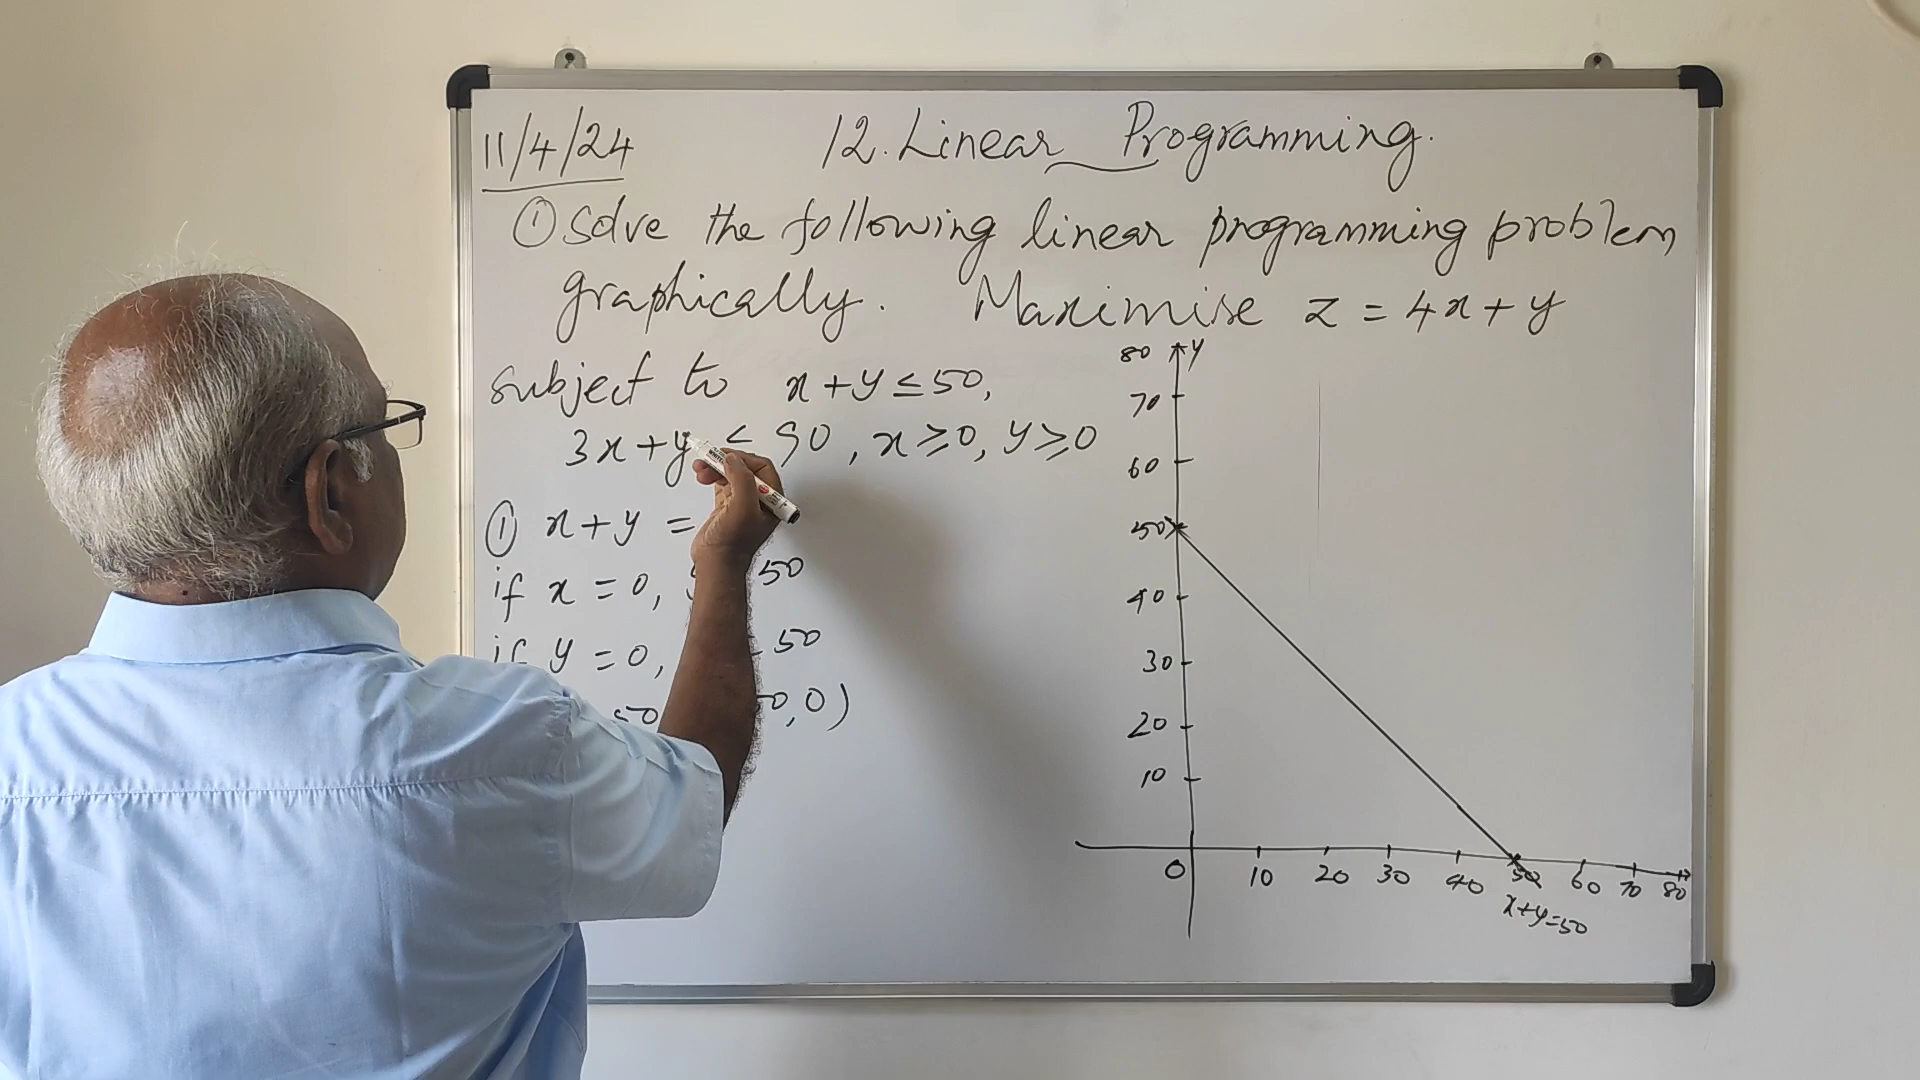 11/4/24 12. Linear Programming.
① Solve the following linear programming problem
graphically. Maximise z = 4x + y
subject to x + y ≤ 50,
3x + y ≤ 90, x ≥ 0, y ≥ 0
① x + y =
if x = 0, 50
if y = 0, 50
50 0, 0)
80 y
70
60
50
40
30
20
10
0 10 20 30 40 50 60 70 80
x+y=50